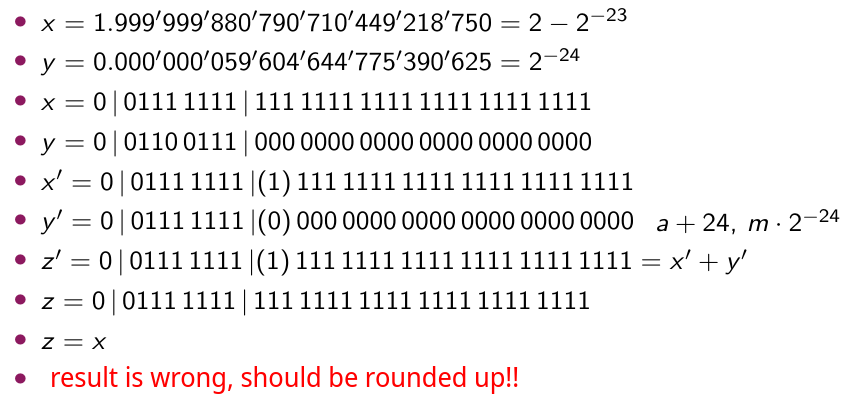 • x = 1.999′999′880′790′710′449′218′750 = 2 − 2⁻²³
• y = 0.000′000′059′604′644′775′390′625 = 2⁻²⁴
• x = 0 | 0111 1111 | 111 1111 1111 1111 1111 1111
• y = 0 | 0110 0111 | 000 0000 0000 0000 0000 0000
• x′ = 0 | 0111 1111 |(1) 111 1111 1111 1111 1111 1111
• y′ = 0 | 0111 1111 |(0) 000 0000 0000 0000 0000 0000 a + 24, m · 2⁻²⁴
• z′ = 0 | 0111 1111 |(1) 111 1111 1111 1111 1111 1111 = x′ + y′
• z = 0 | 0111 1111 | 111 1111 1111 1111 1111 1111
• z = x
• result is wrong, should be rounded up!!